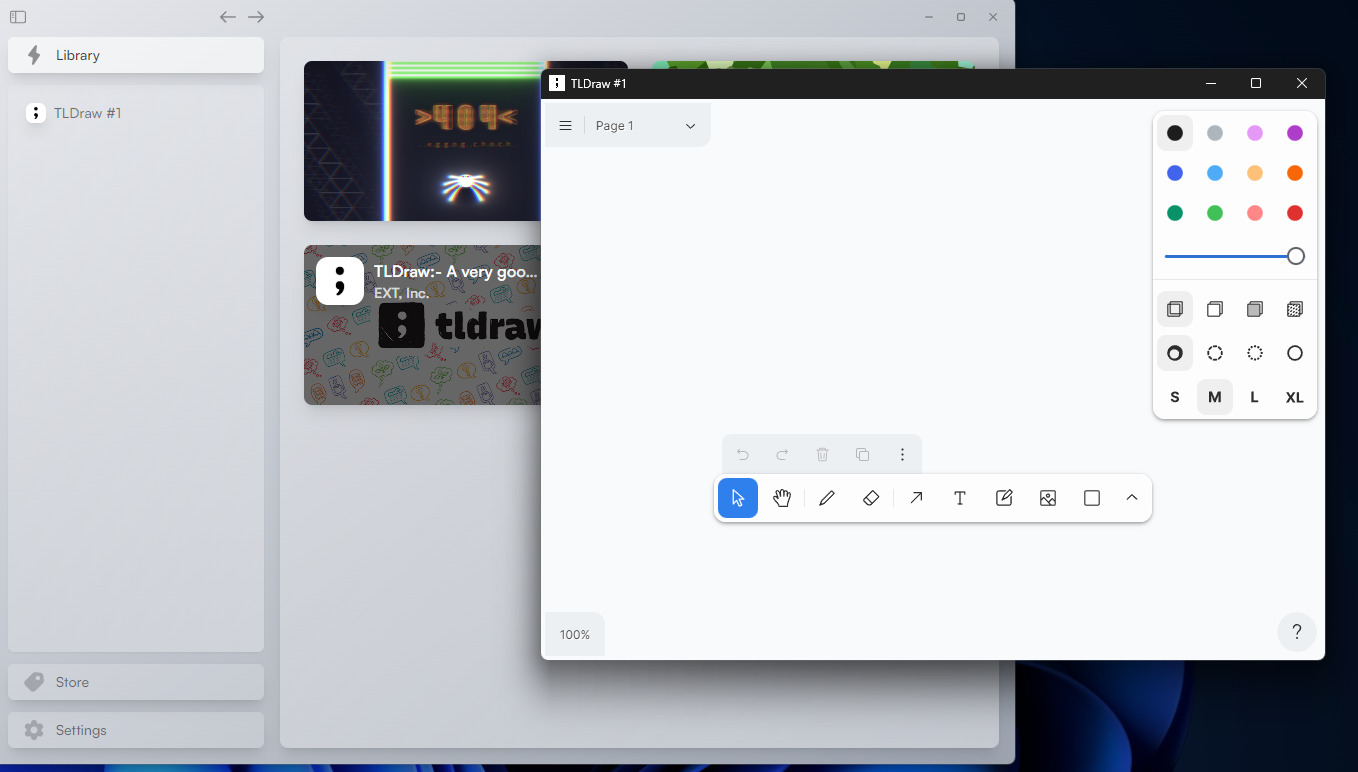 Library
TLDraw #1
Store
Settings
>404<
TLDraw:- A very goo...
EXT, Inc.
tldraw
TLDraw #1
Page 1
S M L XL
100%
?